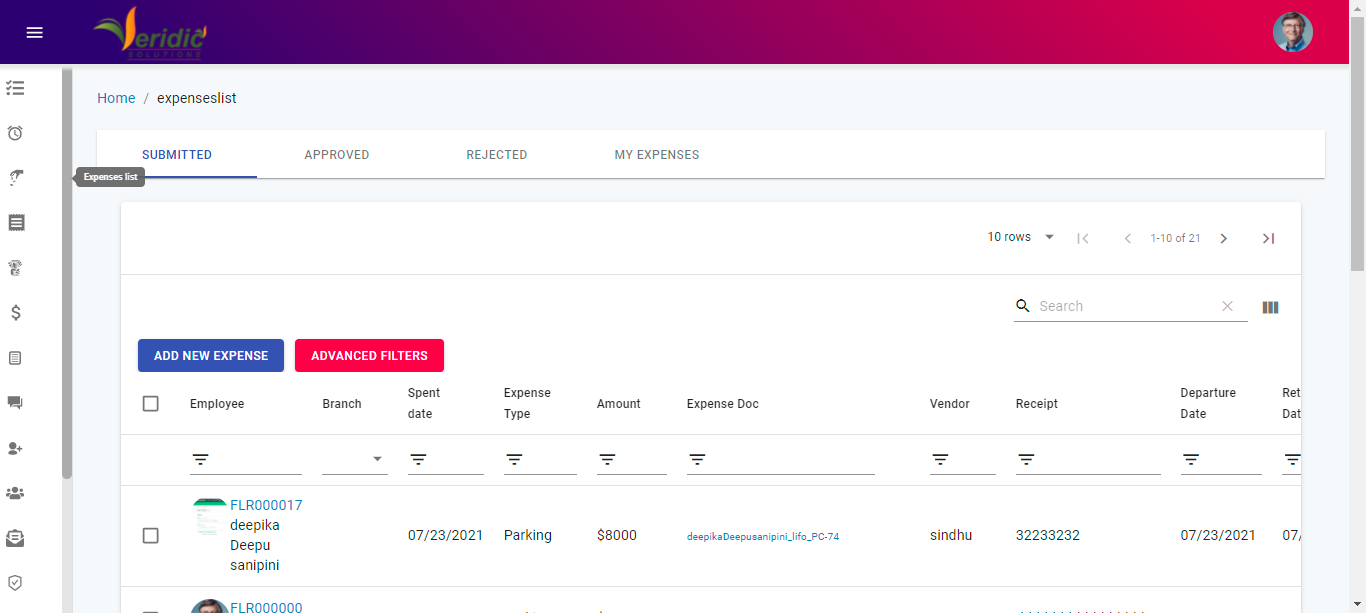 eridic
SOLUTIONS
Home / expenseslist
SUBMITTED APPROVED REJECTED MY EXPENSES
Expenses list
10 rows 1-10 of 21
Search
ADD NEW EXPENSE ADVANCED FILTERS
Employee Branch Spent date Expense Type Amount Expense Doc Vendor Receipt Departure Date Ret Dat
FLR000017
deepika
Deepu
sanipini
07/23/2021 Parking $8000 deepikaDeepusanipini_lifo_PC-74 sindhu 32233232 07/23/2021 07/
FLR000000